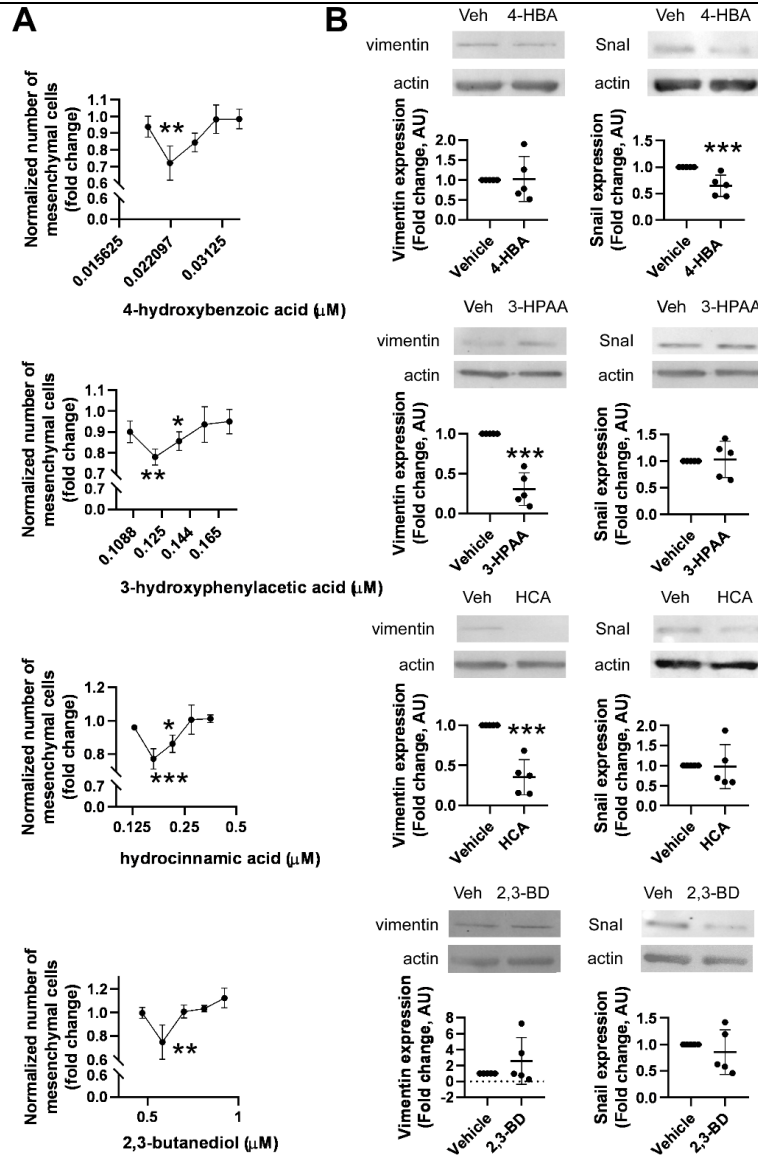 A
B
Veh 4-HBA
vimentin
actin
Veh 4-HBA
Snal
actin
Normalized number of
mesenchymal cells
(fold change)
1.1
1.0
0.9
0.8
0.7
0.6
0.6
0.0
**
0.015625
0.022097
0.03125
4-hydroxybenzoic acid (μM)
Vimentin expression
(Fold change, AU)
2.0
1.5
1.0
0.5
0.0
Vehicle
4-HBA
Snail expression
(Fold change, AU)
1.5
1.0
0.5
0.0
***
Vehicle
4-HBA
Veh 3-HPAA
vimentin
actin
Veh 3-HPAA
Snal
actin
Normalized number of
mesenchymal cells
(fold change)
1.1
1.0
0.9
0.8
0.7
0.7
0.0
*
**
0.1088
0.125
0.144
0.165
3-hydroxyphenylacetic acid (μM)
Vimentin expression
(Fold change, AU)
1.0
0.5
0.0
***
Vehicle
3-HPAA
Snail expression
(Fold change, AU)
1.5
1.0
0.5
0.0
Vehicle
3-HPAA
Veh HCA
vimentin
actin
Veh HCA
Snal
actin
Normalized number of
mesenchymal cells
(fold change)
1.2
1.0
0.8
0.7
0.0
*
***
0.125
0.25
0.5
hydrocinnamic acid (μM)
Vimentin expression
(Fold change, AU)
1.0
0.5
0.0
***
Vehicle
HCA
Snail expression
(Fold change, AU)
2.0
1.5
1.0
0.5
0.0
Vehicle
HCA
Veh 2,3-BD
vimentin
actin
Veh 2,3-BD
Snal
actin
Normalized number of
mesenchymal cells
(fold change)
1.2
1.0
0.8
0.6
0.6
0.0
**
0.5
1
2,3-butanediol (μM)
Vimentin expression
(Fold change, AU)
8
6
4
2
0
-2
Vehicle
2,3-BD
Snail expression
(Fold change, AU)
1.5
1.0
0.5
0.0
Vehicle
2,3-BD